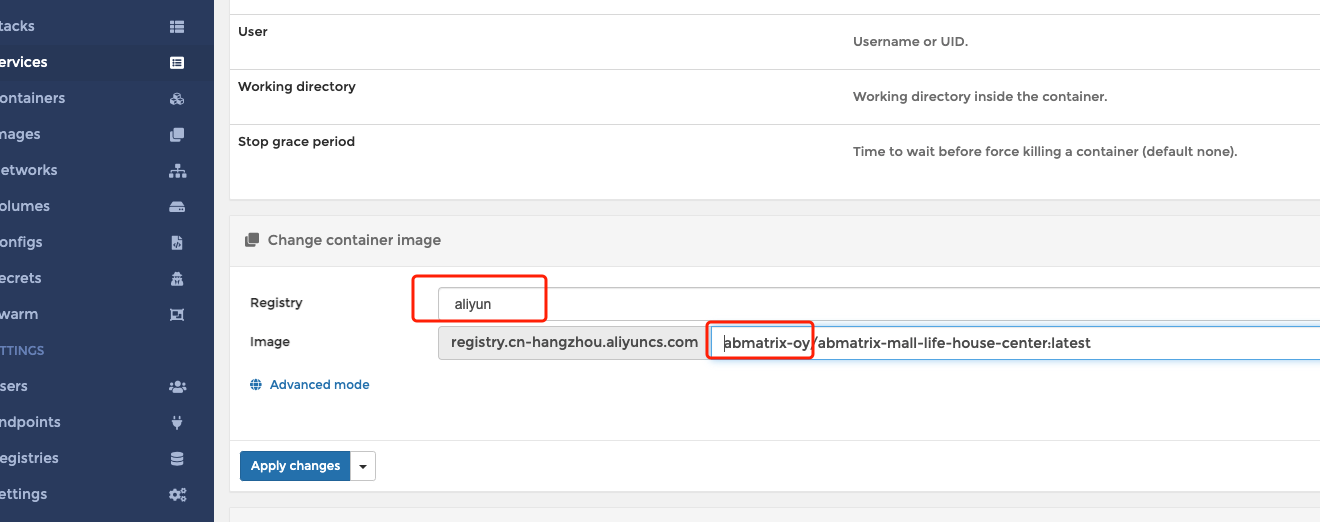 tacks
ervices
ontainers
mages
etworks
olumes
onfigs
ecrets
warm
TTINGS
sers
ndpoints
egistries
ettings
User
Username or UID.
Working directory
Working directory inside the container.
Stop grace period
Time to wait before force killing a container (default none).
Change container image
Registry
aliyun
Image
registry.cn-hangzhou.aliyuncs.com abmatrix-oy/abmatrix-mall-life-house-center:latest
Advanced mode
Apply changes